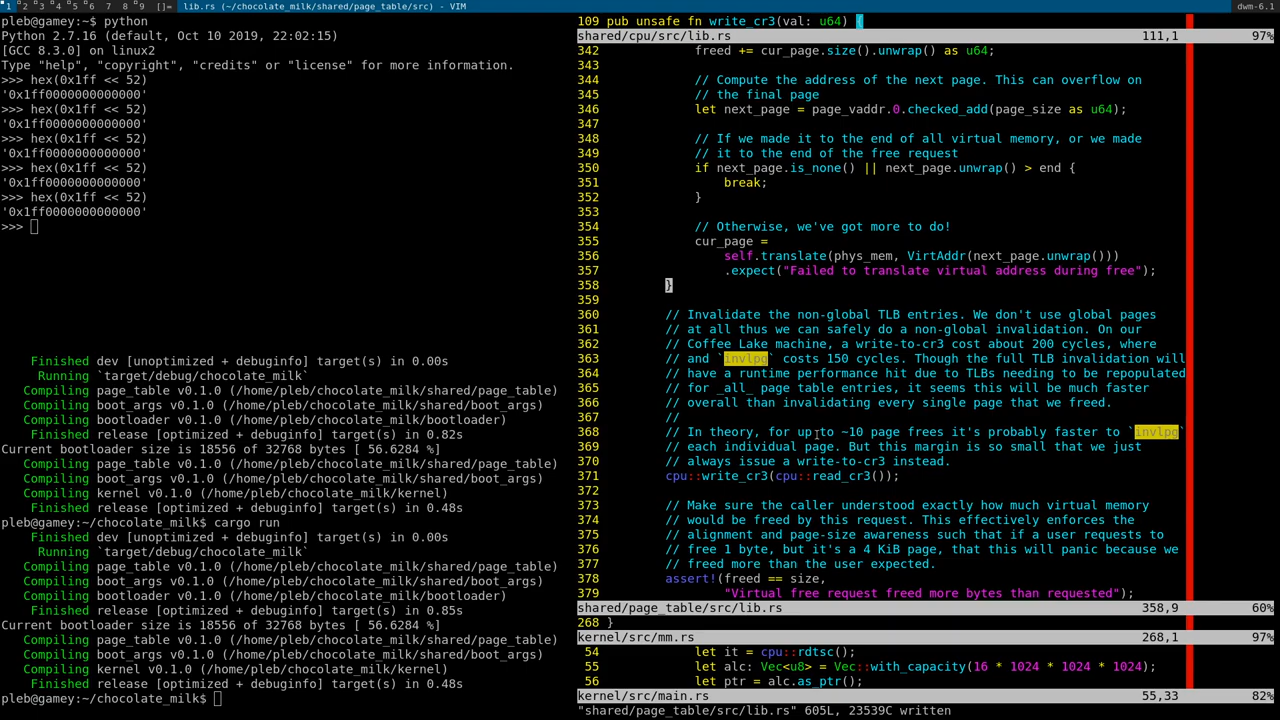 1 2 3 4 5 6 7 8 9 []= lib.rs (~/chocolate_milk/shared/page_table/src) - VIM dwm-6.1
pleb@gamey:~$ python
Python 2.7.16 (default, Oct 10 2019, 22:02:15)
[GCC 8.3.0] on linux2
Type "help", "copyright", "credits" or "license" for more information.
>>> hex(0x1ff << 52)
'0x1ff0000000000000'
>>> hex(0x1ff << 52)
'0x1ff0000000000000'
>>> hex(0x1ff << 52)
'0x1ff0000000000000'
>>> hex(0x1ff << 52)
'0x1ff0000000000000'
>>> hex(0x1ff << 52)
'0x1ff0000000000000'
>>>
Finished dev [unoptimized + debuginfo] target(s) in 0.00s
Running `target/debug/chocolate_milk`
Compiling page_table v0.1.0 (/home/pleb/chocolate_milk/shared/page_table)
Compiling boot_args v0.1.0 (/home/pleb/chocolate_milk/shared/boot_args)
Compiling bootloader v0.1.0 (/home/pleb/chocolate_milk/bootloader)
Finished release [optimized + debuginfo] target(s) in 0.82s
Current bootloader size is 18556 of 32768 bytes [ 56.6284 %]
Compiling page_table v0.1.0 (/home/pleb/chocolate_milk/shared/page_table)
Compiling boot_args v0.1.0 (/home/pleb/chocolate_milk/shared/boot_args)
Compiling kernel v0.1.0 (/home/pleb/chocolate_milk/kernel)
Finished release [optimized + debuginfo] target(s) in 0.48s
pleb@gamey:~/chocolate_milk$ cargo run
Finished dev [unoptimized + debuginfo] target(s) in 0.00s
Running `target/debug/chocolate_milk`
Compiling page_table v0.1.0 (/home/pleb/chocolate_milk/shared/page_table)
Compiling boot_args v0.1.0 (/home/pleb/chocolate_milk/shared/boot_args)
Compiling bootloader v0.1.0 (/home/pleb/chocolate_milk/bootloader)
Finished release [optimized + debuginfo] target(s) in 0.85s
Current bootloader size is 18556 of 32768 bytes [ 56.6284 %]
Compiling page_table v0.1.0 (/home/pleb/chocolate_milk/shared/page_table)
Compiling boot_args v0.1.0 (/home/pleb/chocolate_milk/shared/boot_args)
Compiling kernel v0.1.0 (/home/pleb/chocolate_milk/kernel)
Finished release [optimized + debuginfo] target(s) in 0.48s
pleb@gamey:~/chocolate_milk$
109 pub unsafe fn write_cr3(val: u64) {
shared/cpu/src/lib.rs 111,1 97%
342 freed += cur_page.size().unwrap() as u64;
343
344 // Compute the address of the next page. This can overflow on
345 // the final page
346 let next_page = page_vaddr.0.checked_add(page_size as u64);
347
348 // If we made it to the end of all virtual memory, or we made
349 // it to the end of the free request
350 if next_page.is_none() || next_page.unwrap() > end {
351 break;
352 }
353
354 // Otherwise, we've got more to do!
355 cur_page =
356 self.translate(phys_mem, VirtAddr(next_page.unwrap()))
357 .expect("Failed to translate virtual address during free");
358 }
359
360 // Invalidate the non-global TLB entries. We don't use global pages
361 // at all thus we can safely do a non-global invalidation. On our
362 // Coffee Lake machine, a write-to-cr3 cost about 200 cycles, where
363 // and `invlpg` costs 150 cycles. Though the full TLB invalidation will
364 // have a runtime performance hit due to TLBs needing to be repopulated
365 // for _all_ page table entries, it seems this will be much faster
366 // overall than invalidating every single page that we freed.
367 //
368 // In theory, for up to ~10 page frees it's probably faster to `invlpg`
369 // each individual page. But this margin is so small that we just
370 // always issue a write-to-cr3 instead.
371 cpu::write_cr3(cpu::read_cr3());
372
373 // Make sure the caller understood exactly how much virtual memory
374 // would be freed by this request. This effectively enforces the
375 // alignment and page-size awareness such that if a user requests to
376 // free 1 byte, but it's a 4 KiB page, that this will panic because we
377 // freed more than the user expected.
378 assert!(freed == size,
379 "Virtual free request freed more bytes than requested");
shared/page_table/src/lib.rs 358,9 60%
268 }
kernel/src/mm.rs 268,1 97%
54 let it = cpu::rdtsc();
55 let alc: Vec<u8> = Vec::with_capacity(16 * 1024 * 1024 * 1024);
56 let ptr = alc.as_ptr();
kernel/src/main.rs 55,33 82%
"shared/page_table/src/lib.rs" 605L, 23539C written